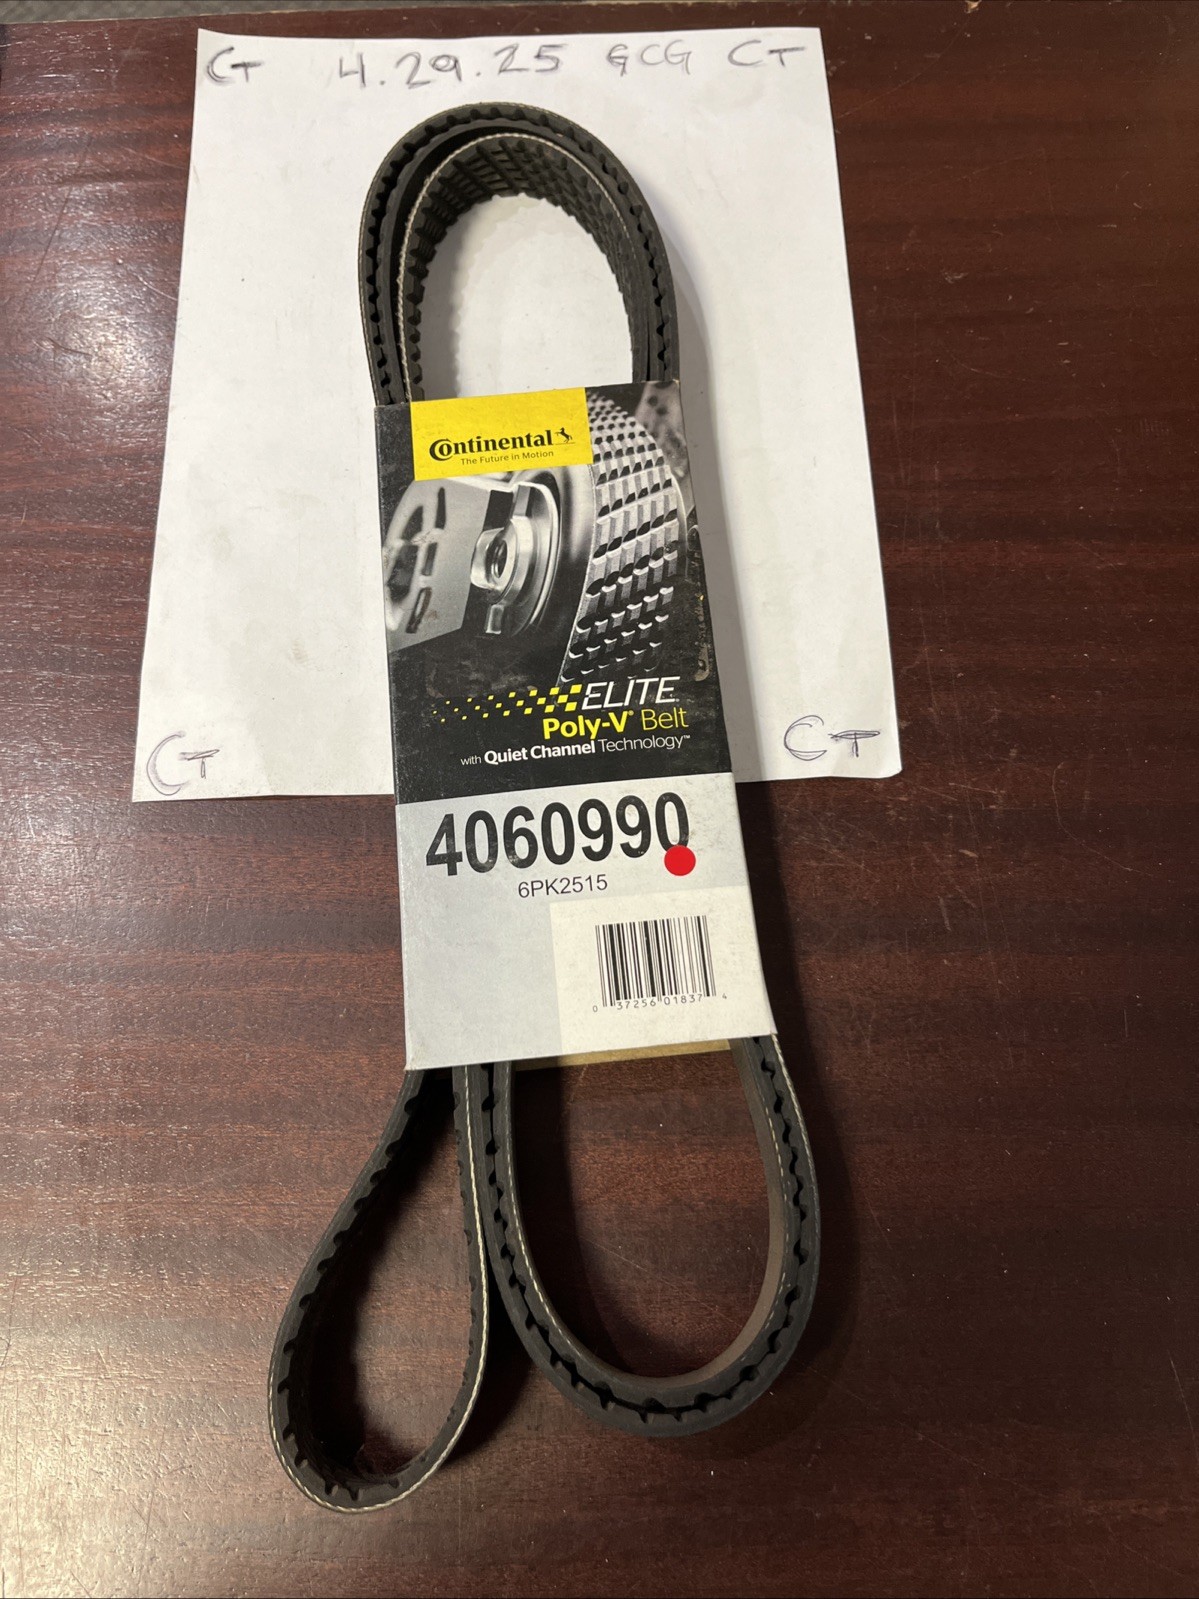 CT 4.29.25 GCG CT
Continental
The Future in Motion
ELITE
Poly-V® Belt
with Quiet Channel Technology™
CT
CT
4060990
6PK2515
0 37256 01837 4